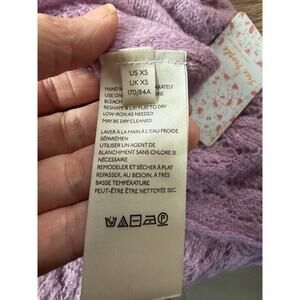 US XS
UK XS
170/84A
HAND
USE ON
BLEACH
RESHAPE & LAY FLAT TO DRY
LOW IRON AS NEEDED
MAY BE DRY CLEANED
LAVER À LA MAIN À L'EAU FROIDE
SÉPARÉMEN
UTILISER UN AGENT DE
BLANCHIMENT SANS CHLORE SI
NÉCESSAIRE
REMODELER ET SÉCHER À PLAT
REPASSER, AU BESOIN, À TRÈS
BASSE TEMPÉRATURE
PEUT-ÊTRE ÊTRE NETTOYÉE SEC